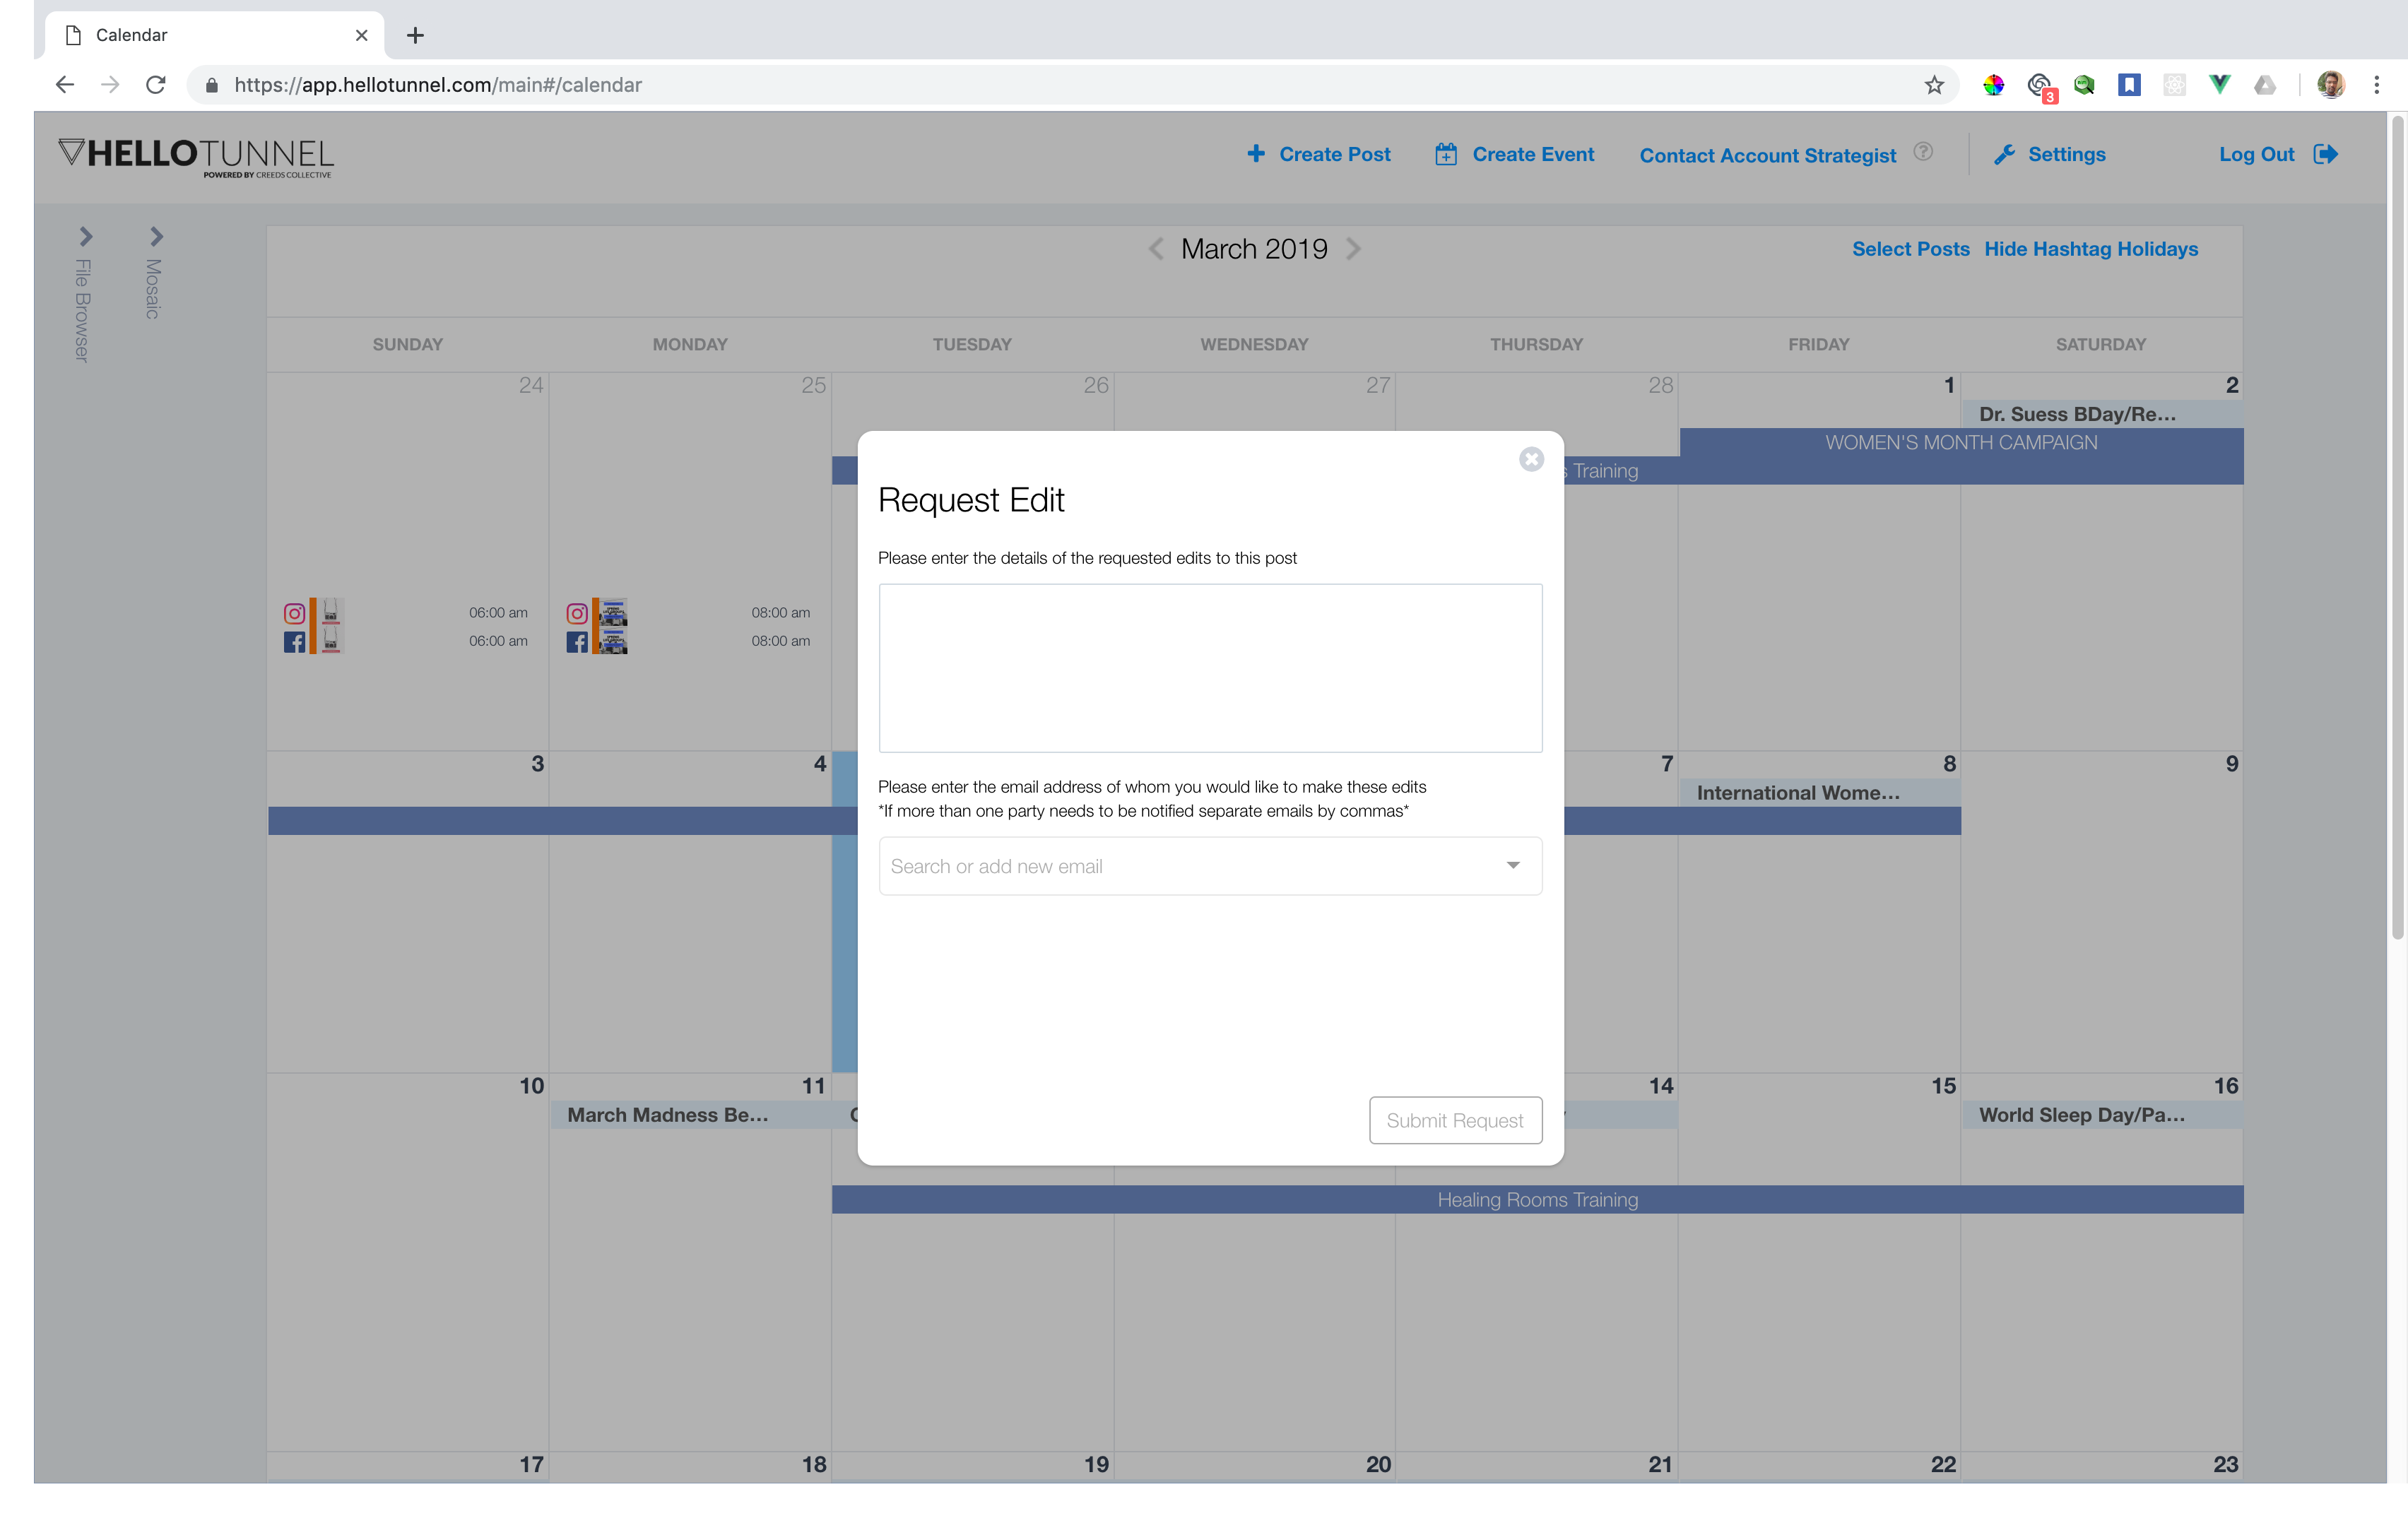 Calendar
https://app.hellotunnel.com/main#/calendar
3
HELLOTUNNEL
POWERED BY CREEDS COLLECTIVE
Create Post
Create Event
Contact Account Strategist ?
Settings
Log Out
File Browser
Mosaic
March 2019
Select Posts
Hide Hashtag Holidays
SUNDAY MONDAY TUESDAY WEDNESDAY THURSDAY FRIDAY SATURDAY
24 25 26 27 28 1 2
Dr. Suess BDay/Re...
WOMEN'S MONTH CAMPAIGN
s Training
06:00 am 08:00 am
06:00 am 08:00 am
Request Edit
Please enter the details of the requested edits to this post
Please enter the email address of whom you would like to make these edits
*If more than one party needs to be notified separate emails by commas*
Search or add new email
Submit Request
3 4 7 8 9
International Wome...
10 11 14 15 16
March Madness Be...
World Sleep Day/Pa...
Healing Rooms Training
17 18 19 20 21 22 23